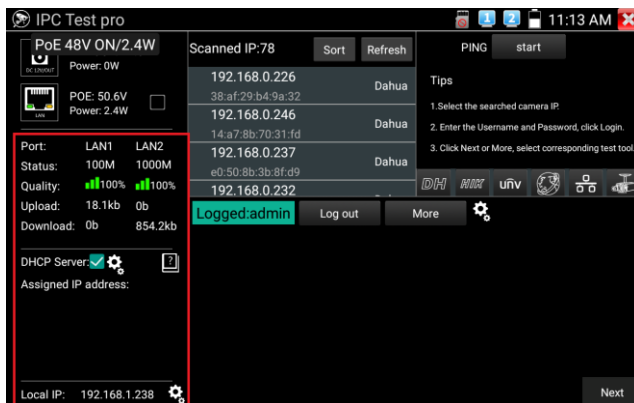 IPC Test pro
11:13 AM
PoE 48V ON/2.4W
DC 12V/OUT
Power: 0W
LAN
POE: 50.6V
Power: 2.4W
Port: LAN1 LAN2
Status: 100M 1000M
Quality: 100% 100%
Upload: 18.1kb 0b
Download: 0b 854.2kb
DHCP Server:
?
Assigned IP address:
Local IP: 192.168.1.238
Scanned IP:78 Sort Refresh
192.168.0.226
38:af:29:b4:9a:32
Dahua
192.168.0.246
14:a7:8b:70:31:fd
Dahua
192.168.0.237
e0:50:8b:3b:8f:d9
Dahua
192.168.0.232
PING start
Tips
1.Select the searched camera IP.
2. Enter the Username and Password, click Login.
3. Click Next or More, select corresponding test tool
DH HIK unv
Logged:admin Log out More
Next